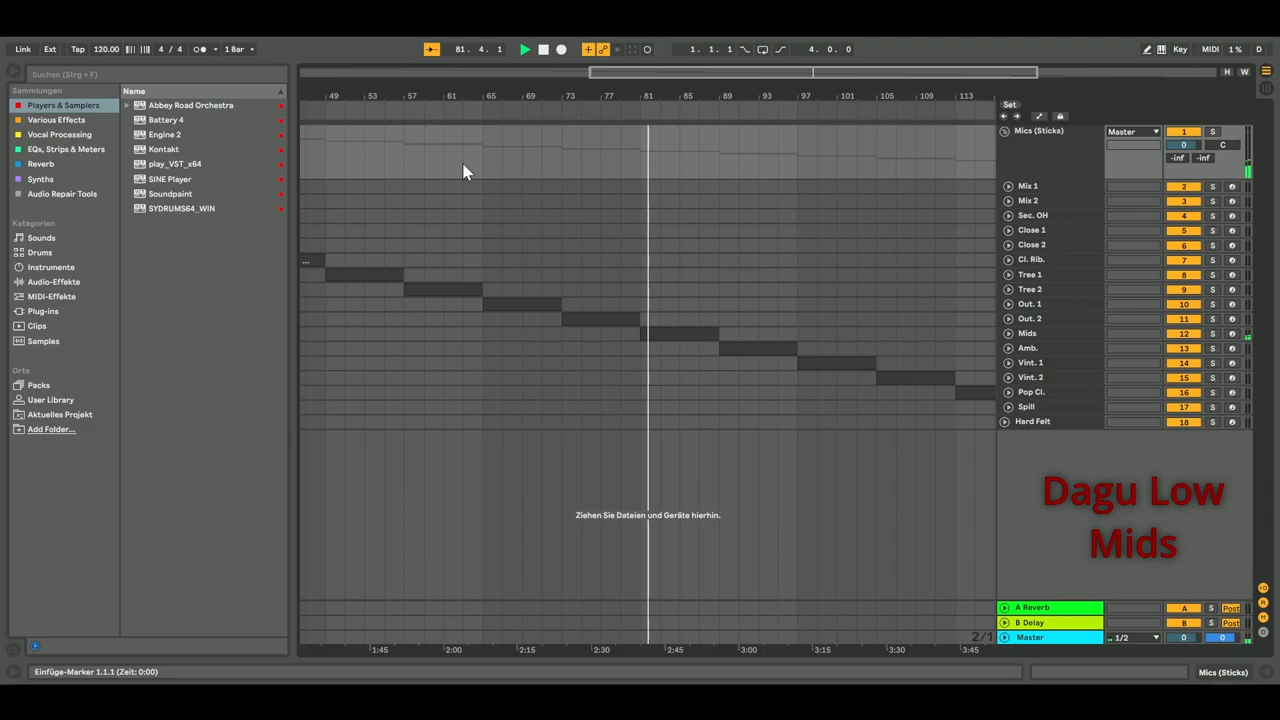 Link Ext Tap 120.00 4 / 4 1 Bar 81. 4. 1 1. 1. 1 4. 0. 0 Key MIDI 1 % D
Suchen (Strg + F)
H W
Sammlungen
Players & Samplers
Various Effects
Vocal Processing
EQs, Strips & Meters
Reverb
Synths
Audio Repair Tools
Kategorien
Sounds
Drums
Instrumente
Audio-Effekte
MIDI-Effekte
Plug-ins
Clips
Samples
Orte
Packs
User Library
Aktuelles Projekt
Add Folder...
Name
Abbey Road Orchestra
Battery 4
Engine 2
Kontakt
play_VST_x64
SINE Player
Soundpaint
SYDRUMS64_WIN
49 53 57 61 65 69 73 77 81 85 89 93 97 101 105 109 113
...
Ziehen Sie Dateien und Geräte hierhin.
Set
Mics (Sticks) Master 1 S
0 C
-inf -inf
Mix 1 2 S
Mix 2 3 S
Sec. OH 4 S
Close 1 5 S
Close 2 6 S
Cl. Rib. 7 S
Tree 1 8 S
Tree 2 9 S
Out. 1 10 S
Out. 2 11 S
Mids 12 S
Amb. 13 S
Vint. 1 14 S
Vint. 2 15 S
Pop Cl. 16 S
Spill 17 S
Hard Felt 18 S
Dagu Low
Mids
A Reverb A S Post
B Delay B S Post
2/1 Master 1/2 0 0
1:45 2:00 2:15 2:30 2:45 3:00 3:15 3:30 3:45
Einfüge-Marker 1.1.1 (Zeit: 0:00) Mics (Sticks)